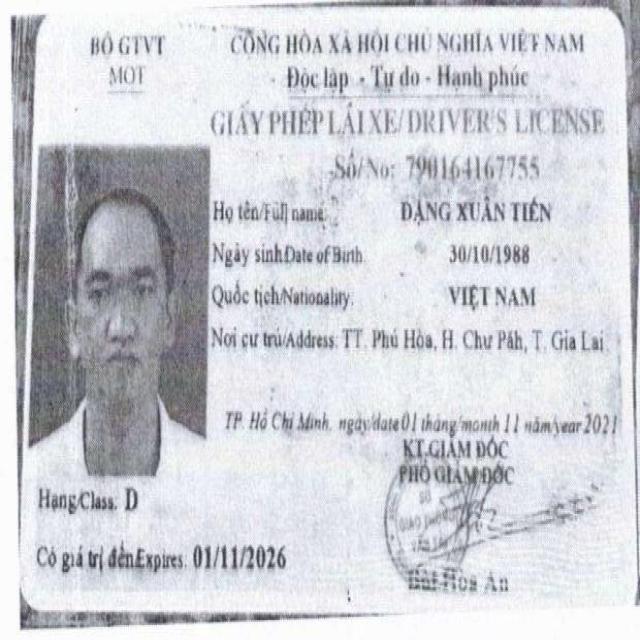 BỘ GTVT
MOT
CỘNG HÒA XÃ HỘI CHỦ NGHĨA VIỆT NAM
Độc lập - Tự do - Hạnh phúc
GIẤY PHÉP LÁI XE/DRIVER'S LICENSE
Số/No: 790164167755
Họ tên/Full name: ĐẶNG XUÂN TIẾN
Ngày sinh/Date of Birth: 30/10/1988
Quốc tịch/Nationality: VIỆT NAM
Nơi cư trú/Address: TT. Phú Hòa, H. Chư Păh, T. Gia Lai
TP. Hồ Chí Minh, ngày/date 01 tháng/month 11 năm/year 2021
KT.GIÁM ĐỐC
PHÓ GIÁM ĐỐC
SỞ
Bùi Hòa An
Hạng/Class: D
Có giá trị đến/Expires: 01/11/2026